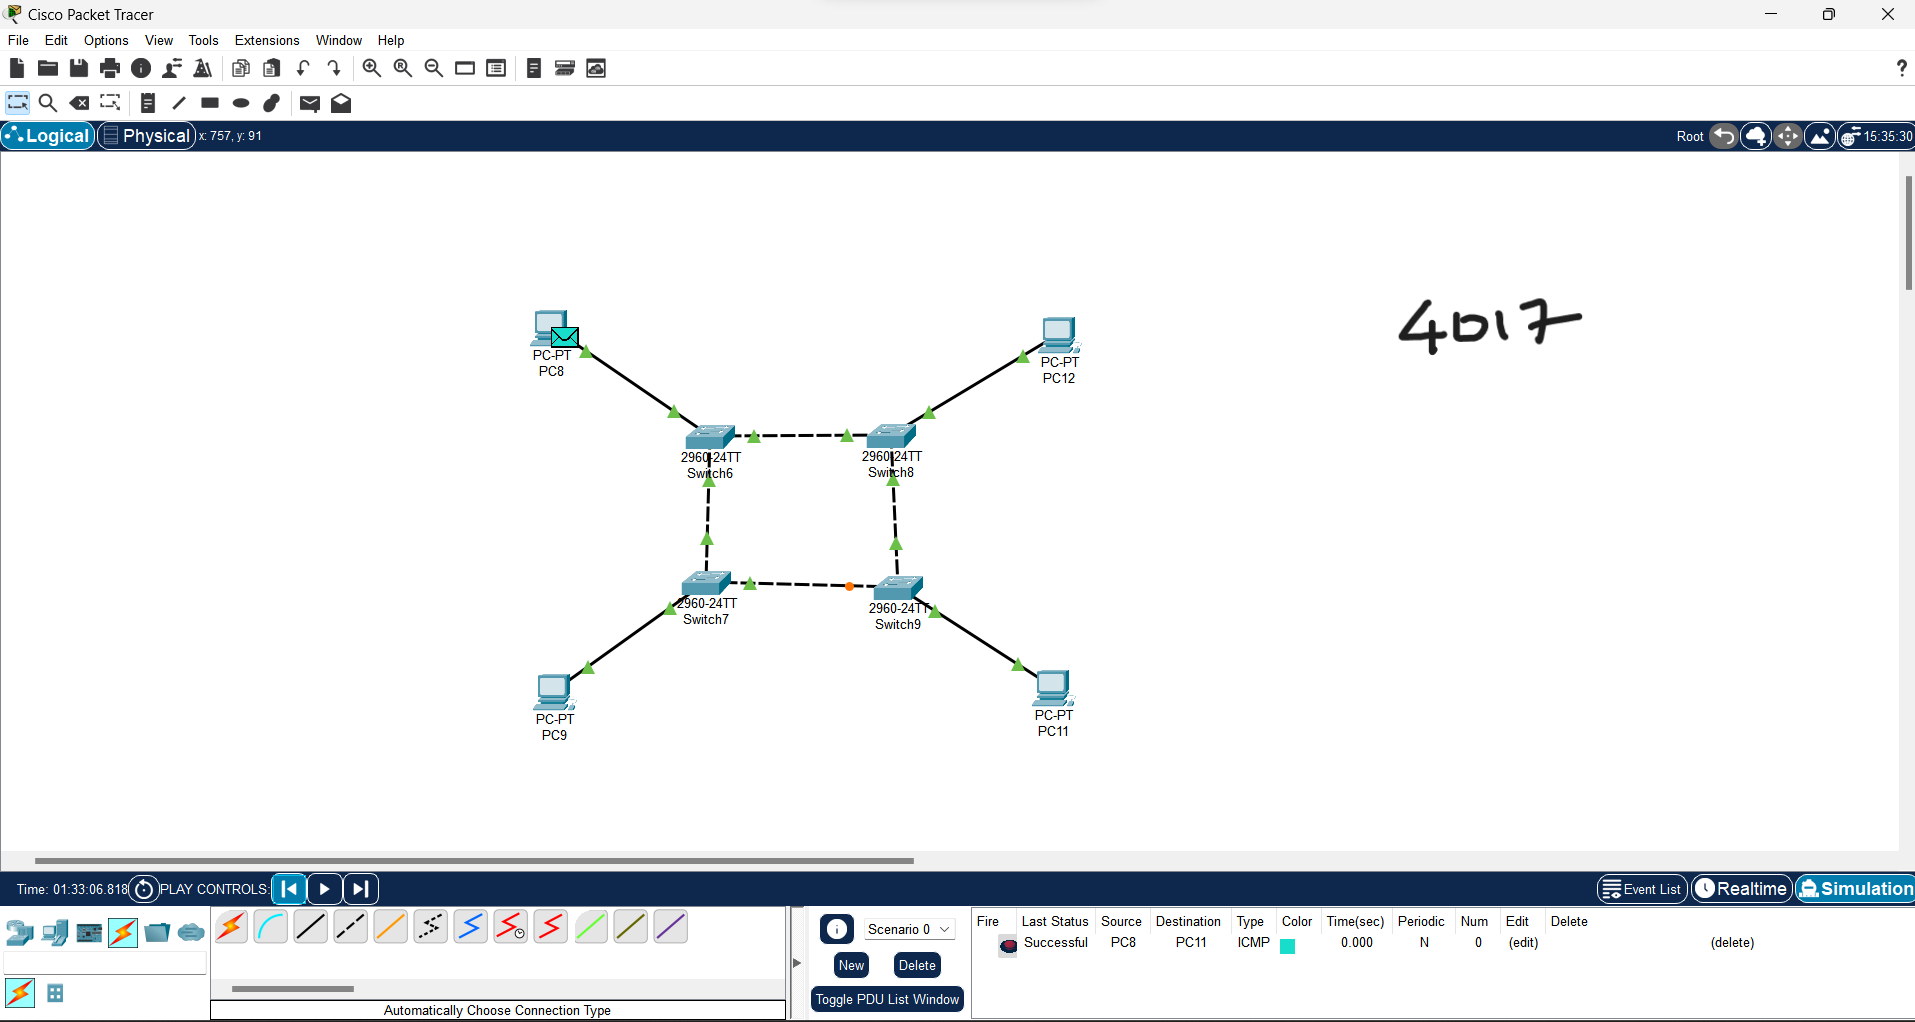 Cisco Packet Tracer
File Edit Options View Tools Extensions Window Help
?
Logical Physical x: 757, y: 91 Root 15:35:30
4017
PC-PT
PC8
PC-PT
PC12
2960-24TT
Switch6
2960-24TT
Switch8
2960-24TT
Switch7
2960-24TT
Switch9
PC-PT
PC9
PC-PT
PC11
Time: 01:33:06.818 PLAY CONTROLS: Event List Realtime Simulation
Scenario 0
New Delete
Toggle PDU List Window
Fire Last Status Source Destination Type Color Time(sec) Periodic Num Edit Delete
Successful PC8 PC11 ICMP 0.000 N 0 (edit) (delete)
Automatically Choose Connection Type